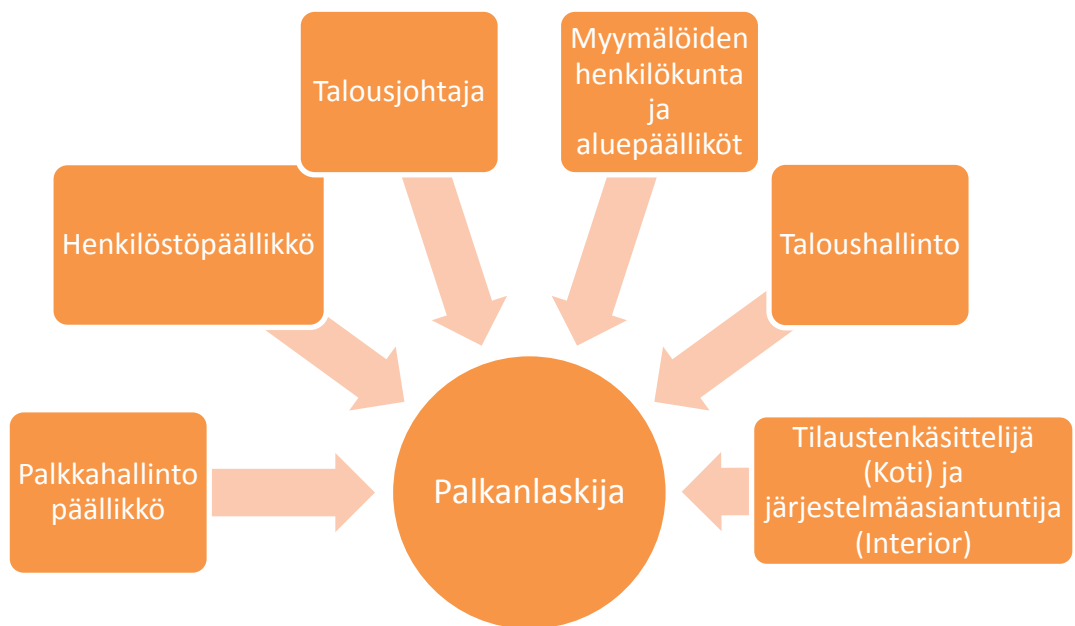 Talousjohtaja
Myymälöiden
henkilökunta
ja
aluepäälliköt
Henkilöstöpäällikkö
Taloushallinto
Palkkahallinto
päällikkö
Palkanlaskija
Tilaustenkäsittelijä
(Koti) ja
järjestelmäasiantuntija
(Interior)